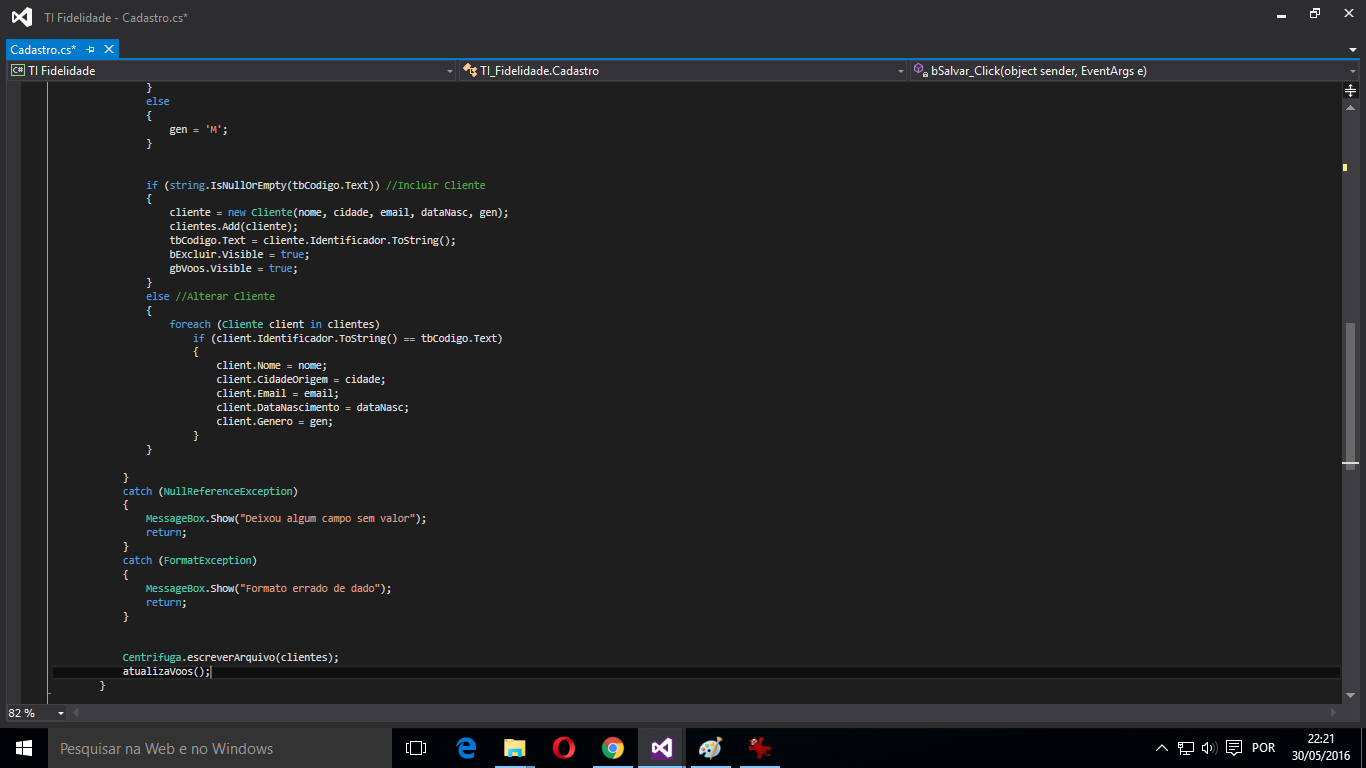 TI Fidelidade - Cadastro.cs*
Cadastro.cs*
TI Fidelidade
TI_Fidelidade.Cadastro
bSalvar_Click(object sender, EventArgs e)
}
else
{
gen = 'M';
}
if (string.IsNullOrEmpty(tbCodigo.Text)) //Incluir Cliente
{
cliente = new Cliente(nome, cidade, email, dataNasc, gen);
clientes.Add(cliente);
tbCodigo.Text = cliente.Identificador.ToString();
bExcluir.Visible = true;
gbVoos.Visible = true;
}
else //Alterar Cliente
{
foreach (Cliente client in clientes)
if (client.Identificador.ToString() == tbCodigo.Text)
{
client.Nome = nome;
client.CidadeOrigem = cidade;
client.Email = email;
client.DataNascimento = dataNasc;
client.Genero = gen;
}
}
}
catch (NullReferenceException)
{
MessageBox.Show("Deixou algum campo sem valor");
return;
}
catch (FormatException)
{
MessageBox.Show("Formato errado de dado");
return;
}
Centrifuga.escreverArquivo(clientes);
atualizaVoos();
}
82 %
Pesquisar na Web e no Windows
POR
22:21
30/05/2016